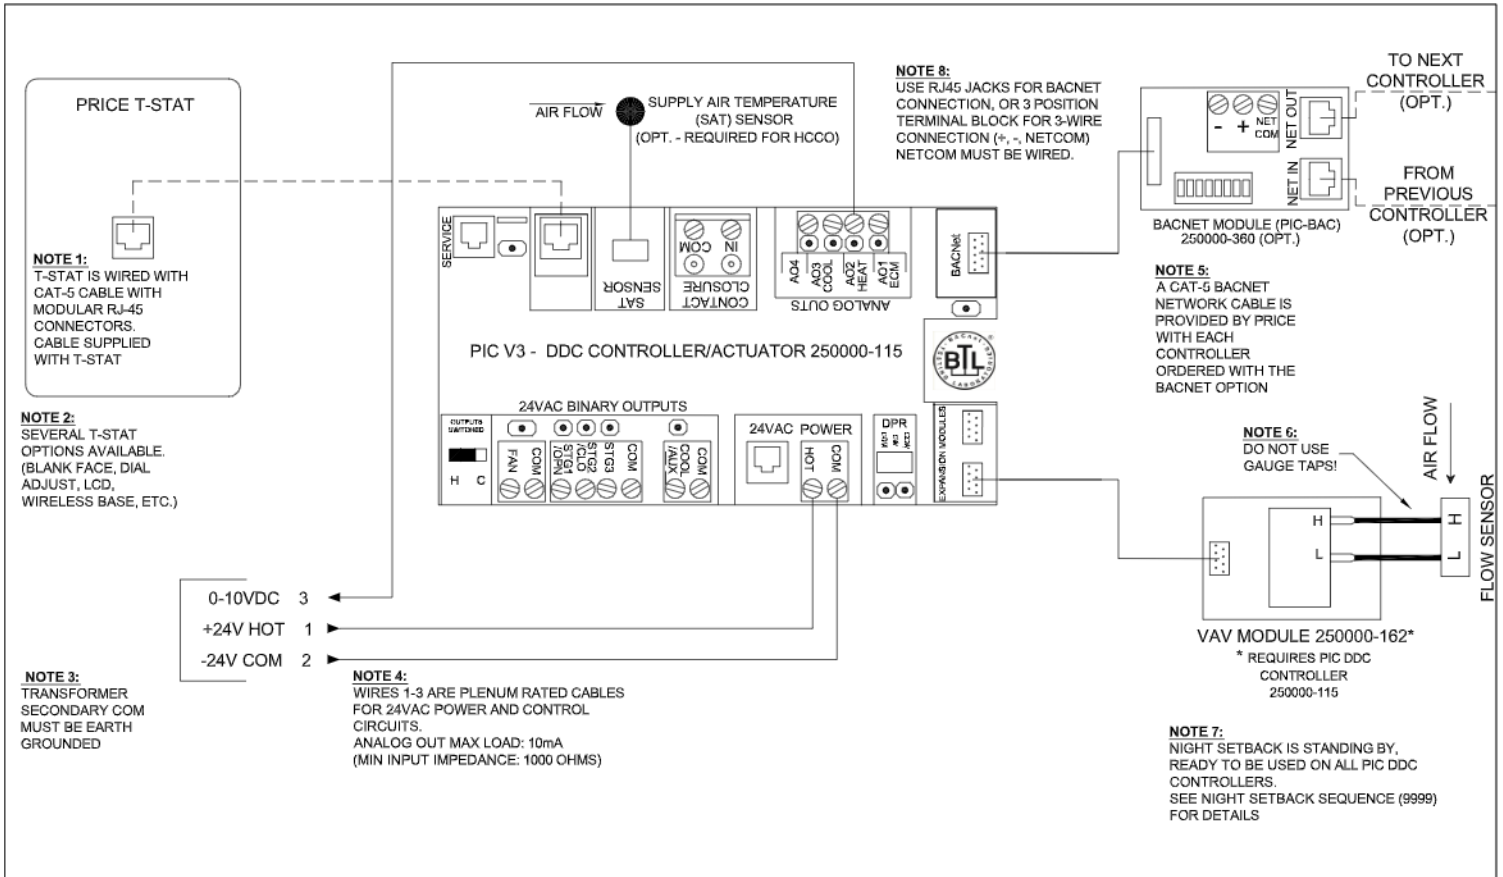 PRICE T-STAT
NOTE 1:
T-STAT IS WIRED WITH
CAT-5 CABLE WITH
MODULAR RJ-45
CONNECTORS.
CABLE SUPPLIED
WITH T-STAT
NOTE 2:
SEVERAL T-STAT
OPTIONS AVAILABLE.
(BLANK FACE, DIAL
ADJUST, LCD,
WIRELESS BASE, ETC.)
AIR FLOW
SUPPLY AIR TEMPERATURE
(SAT) SENSOR
(OPT. - REQUIRED FOR HCCO)
NOTE 8:
USE RJ45 JACKS FOR BACNET
CONNECTION, OR 3 POSITION
TERMINAL BLOCK FOR 3-WIRE
CONNECTION (+, -, NETCOM)
NETCOM MUST BE WIRED.
TO NEXT
CONTROLLER
(OPT.)
- + NET
COM
NET OUT
NET IN
FROM
PREVIOUS
CONTROLLER
(OPT.)
BACNET MODULE (PIC-BAC)
250000-360 (OPT.)
NOTE 5:
A CAT-5 BACNET
NETWORK CABLE IS
PROVIDED BY PRICE
WITH EACH
CONTROLLER
ORDERED WITH THE
BACNET OPTION
SERVICE
SAT
SENSOR
COM
IN
CONTACT
CLOSURE
AO4
AO3
COOL
AO2
HEAT
AO1
ECM
ANALOG OUTS
BACNet
PIC V3 - DDC CONTROLLER/ACTUATOR 250000-115
BTL
24VAC BINARY OUTPUTS
OUTPUTS
SWITCHED
H C
FAN
COM
STG1
/OPN
STG2
/CLO
STG3
COM
COOL
/AUX
COM
24VAC POWER
HOT
COM
DPR
EXPANSION MODULES
NOTE 6:
DO NOT USE
GAUGE TAPS!
AIR FLOW
H
L
H
L
FLOW SENSOR
VAV MODULE 250000-162*
* REQUIRES PIC DDC
CONTROLLER
250000-115
0-10VDC 3
+24V HOT 1
-24V COM 2
NOTE 3:
TRANSFORMER
SECONDARY COM
MUST BE EARTH
GROUNDED
NOTE 4:
WIRES 1-3 ARE PLENUM RATED CABLES
FOR 24VAC POWER AND CONTROL
CIRCUITS.
ANALOG OUT MAX LOAD: 10mA
(MIN INPUT IMPEDANCE: 1000 OHMS)
NOTE 7:
NIGHT SETBACK IS STANDING BY,
READY TO BE USED ON ALL PIC DDC
CONTROLLERS.
SEE NIGHT SETBACK SEQUENCE (9999)
FOR DETAILS